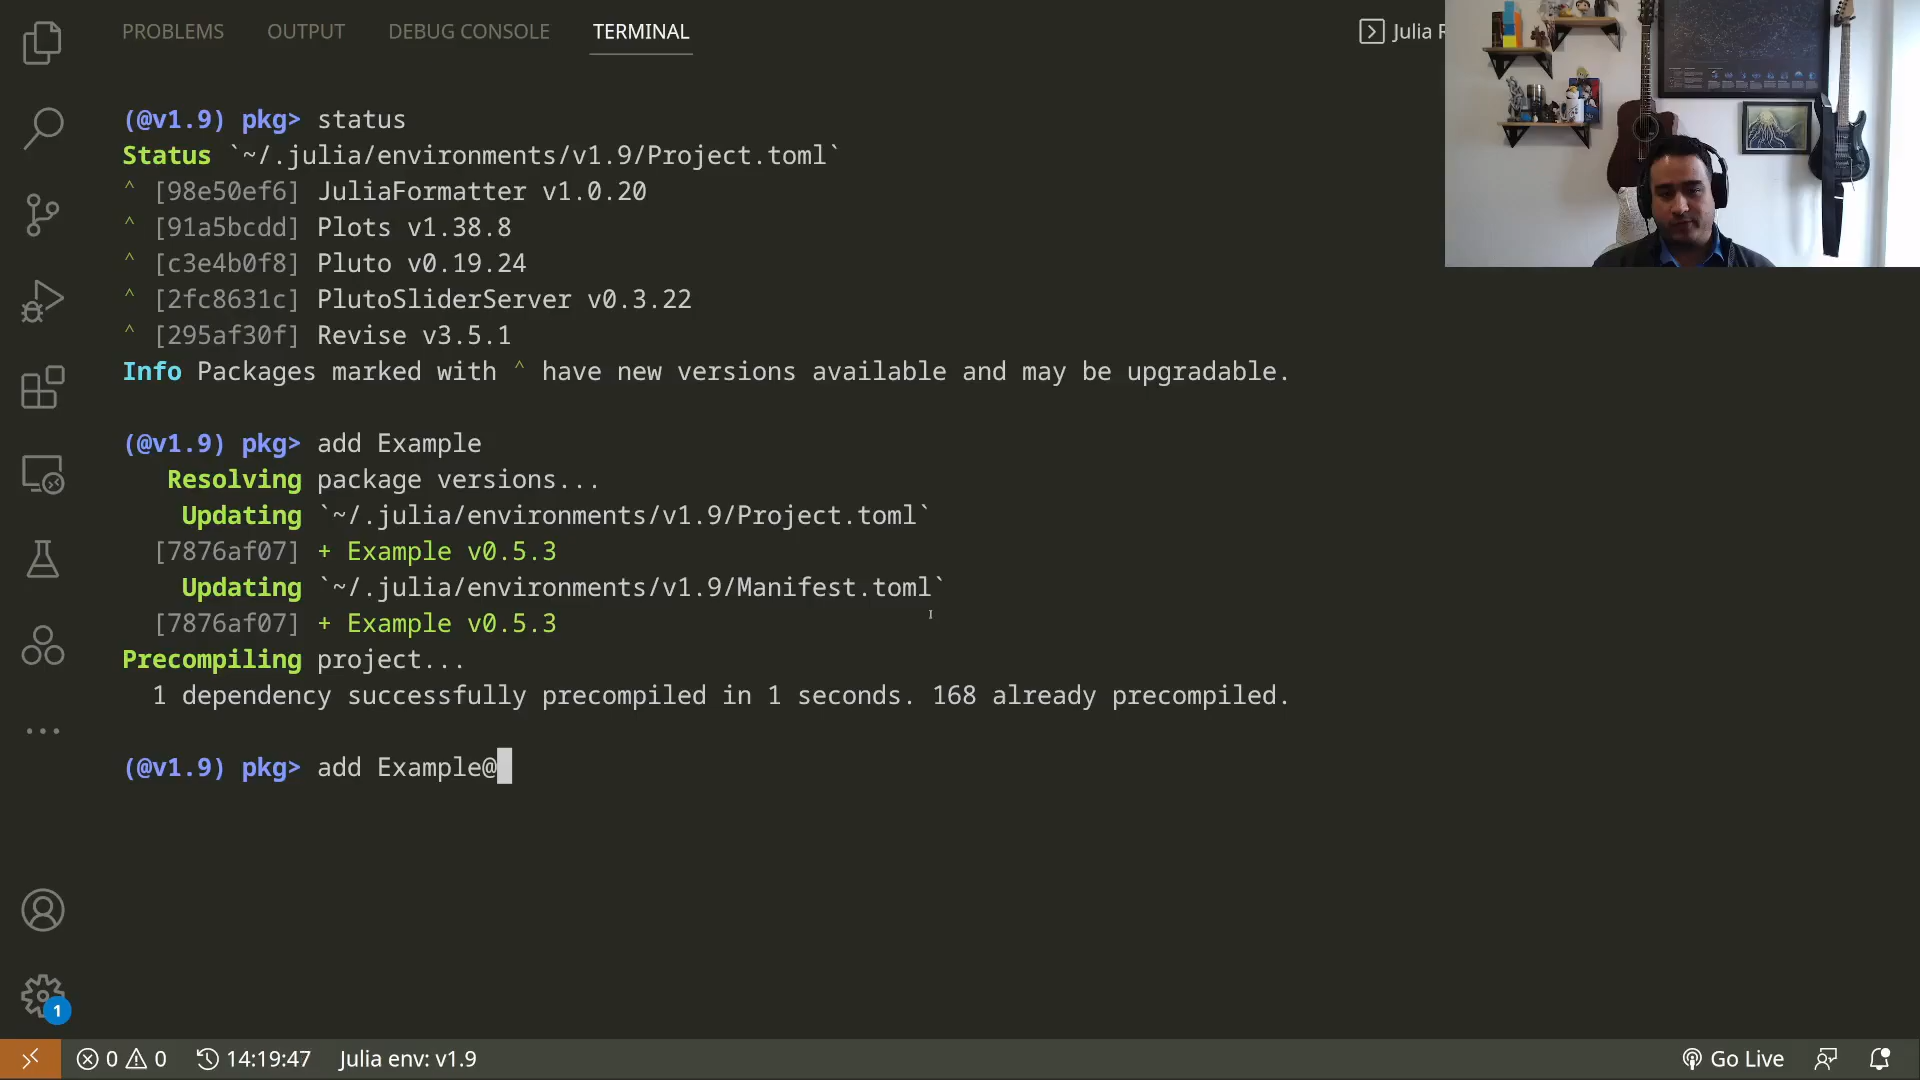 PROBLEMS OUTPUT DEBUG CONSOLE TERMINAL Julia R
(@v1.9) pkg> status
Status `~/.julia/environments/v1.9/Project.toml`
^ [98e50ef6] JuliaFormatter v1.0.20
^ [91a5bcdd] Plots v1.38.8
^ [c3e4b0f8] Pluto v0.19.24
^ [2fc8631c] PlutoSliderServer v0.3.22
^ [295af30f] Revise v3.5.1
Info Packages marked with ^ have new versions available and may be upgradable.
(@v1.9) pkg> add Example
Resolving package versions...
Updating `~/.julia/environments/v1.9/Project.toml`
[7876af07] + Example v0.5.3
Updating `~/.julia/environments/v1.9/Manifest.toml`
[7876af07] + Example v0.5.3
Precompiling project...
1 dependency successfully precompiled in 1 seconds. 168 already precompiled.
(@v1.9) pkg> add Example@
1
0 0 14:19:47 Julia env: v1.9 Go Live